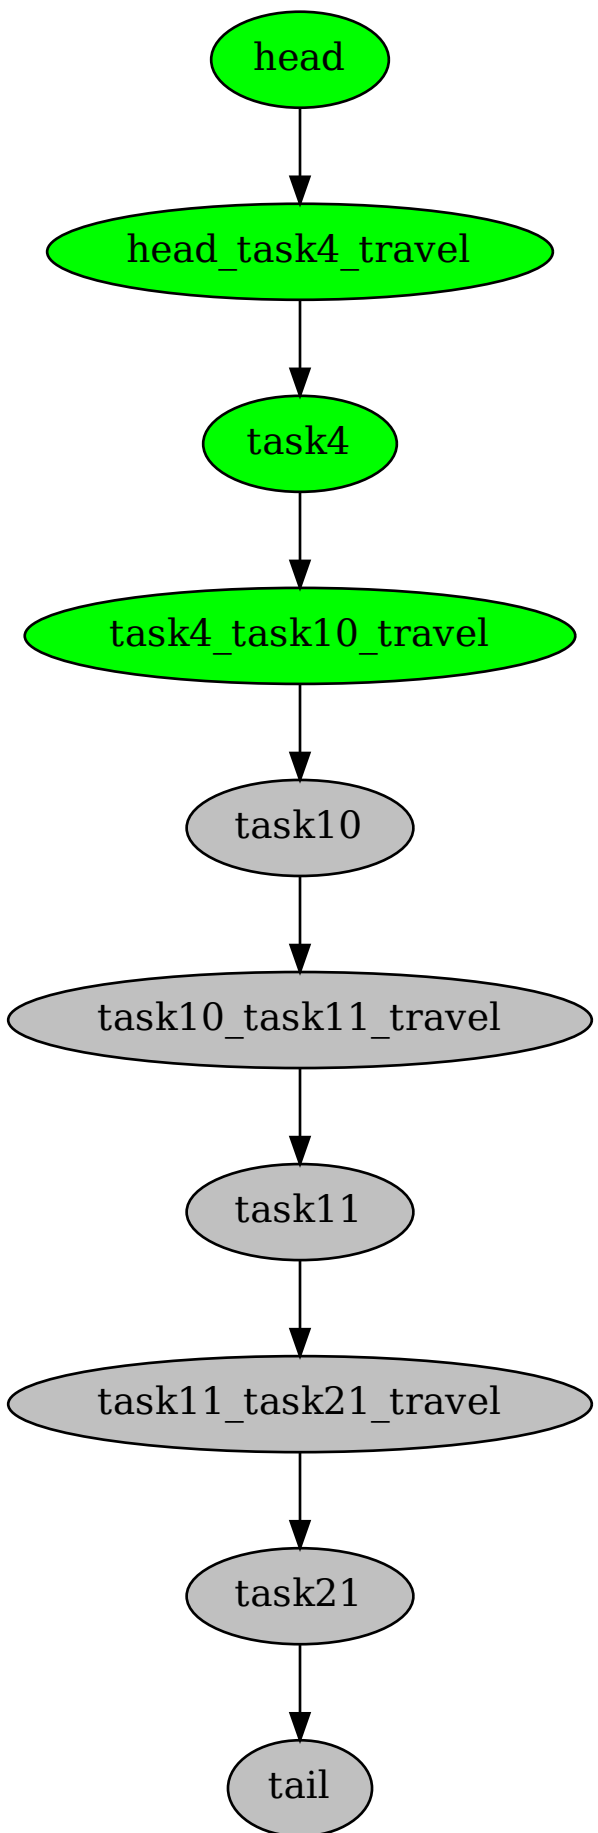 head
head_task4_travel
task4
task4_task10_travel
task10
task10_task11_travel
task11
task11_task21_travel
task21
tail